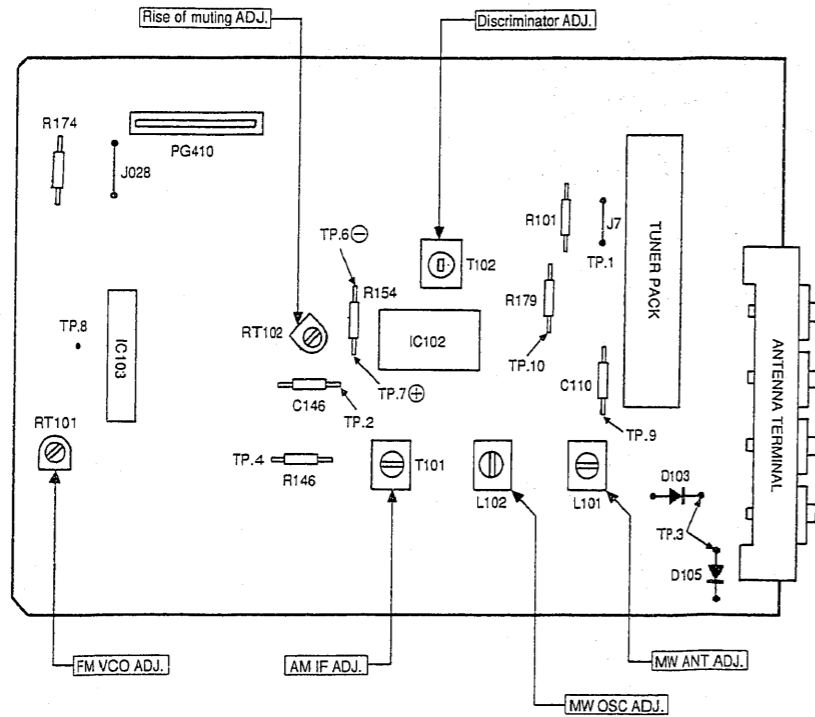 Rise of muting ADJ.
Discriminator ADJ.
R174
PG410
J028
TP.6⊖
T102
R101
J7
TP.1
TUNER PACK
R154
R179
TP.8
IC103
RT102
IC102
TP.10
ANTENNA TERMINAL
TP.7⊕
C110
C146
TP.2
RT101
TP.9
TP.4
R146
T101
L102
L101
D103
TP.3
D105
FM VCO ADJ.
AM IF ADJ.
MW ANT ADJ.
MW OSC ADJ.